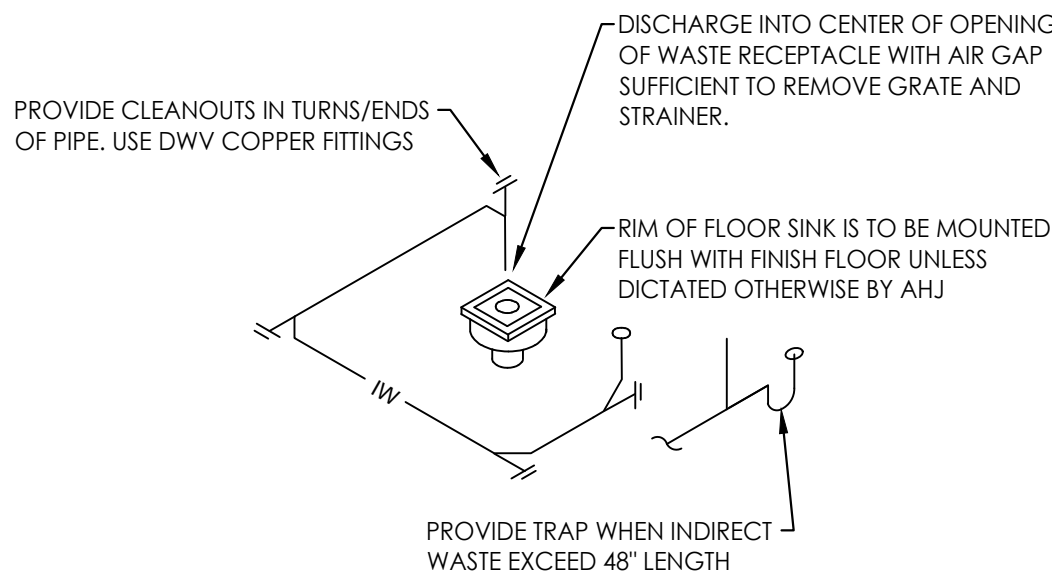 DISCHARGE INTO CENTER OF OPENING
OF WASTE RECEPTACLE WITH AIR GAP
SUFFICIENT TO REMOVE GRATE AND
STRAINER.
PROVIDE CLEANOUTS IN TURNS/ENDS
OF PIPE. USE DWV COPPER FITTINGS
RIM OF FLOOR SINK IS TO BE MOUNTED
FLUSH WITH FINISH FLOOR UNLESS
DICTATED OTHERWISE BY AHJ
IW
PROVIDE TRAP WHEN INDIRECT
WASTE EXCEED 48" LENGTH